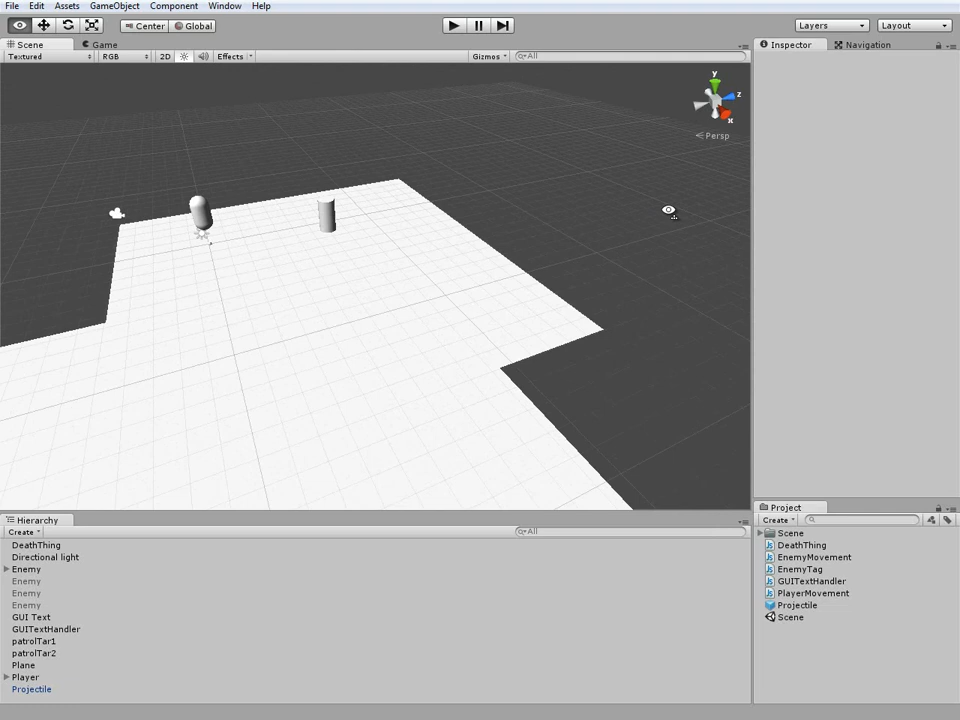 File Edit Assets GameObject Component Window Help
Center Global Layers Layout
Scene Game Inspector Navigation
Textured RGB 2D Effects Gizmos All
y
z
x
Persp
Hierarchy Project
Create All Create
DeathThing
Directional light
Enemy
Enemy
Enemy
Enemy
GUI Text
GUITextHandler
patrolTar1
patrolTar2
Plane
Player
Projectile
Scene
DeathThing
EnemyMovement
EnemyTag
GUITextHandler
PlayerMovement
Projectile
Scene